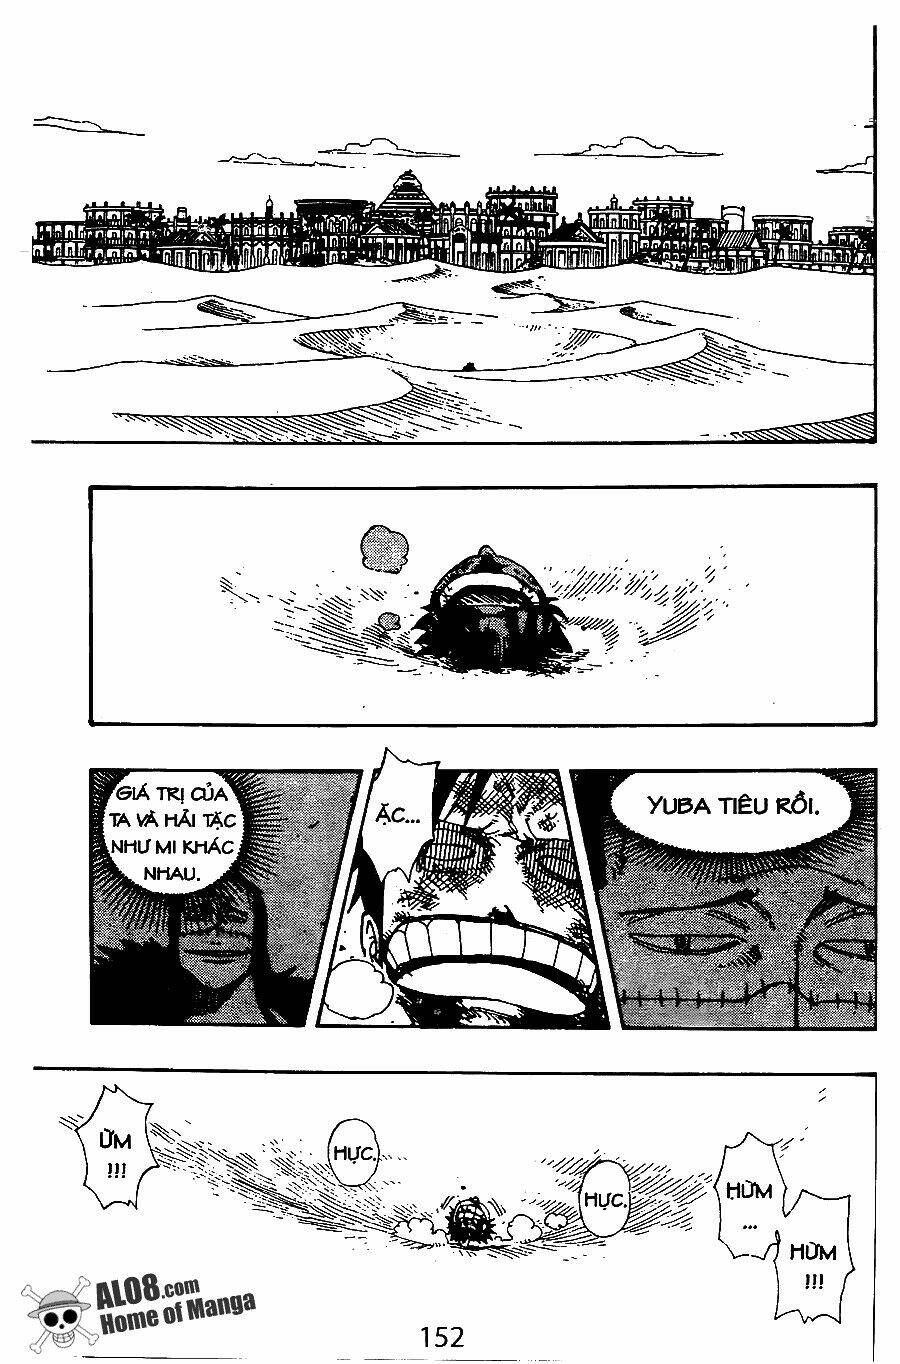 YUBA TIÊU RỒI.
ẶC...
GIÁ TRỊ CỦA
TA VÀ HẢI TẶC
NHƯ MI KHÁC
NHAU.
HỪM
...
HỪM
!!!
HỰC.
HỰC.
ỪM
!!!
ALO8.com
Home of Manga
152